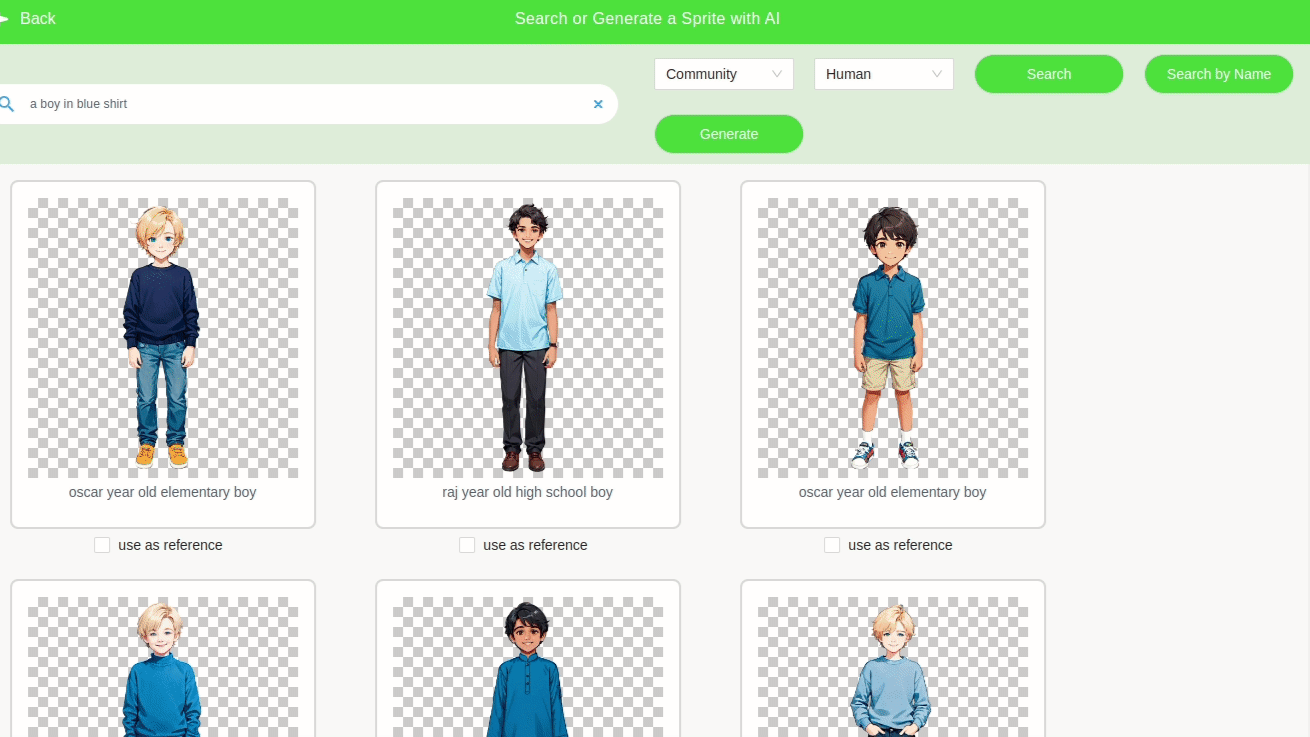 Back
Search or Generate a Sprite with AI
Community
Human
Search
Search by Name
a boy in blue shirt
Generate
oscar year old elementary boy
raj year old high school boy
oscar year old elementary boy
use as reference
use as reference
use as reference